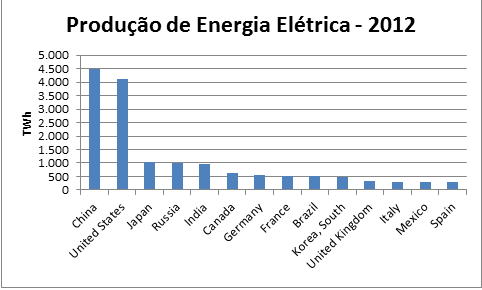 Produção de Energia Elétrica - 2012
TWh
5.000
4.500
4.000
3.500
3.000
2.500
2.000
1.500
1.000
500
0
China
United States
Japan
Russia
India
Canada
Germany
France
Brazil
Korea, South
United Kingdom
Italy
Mexico
Spain